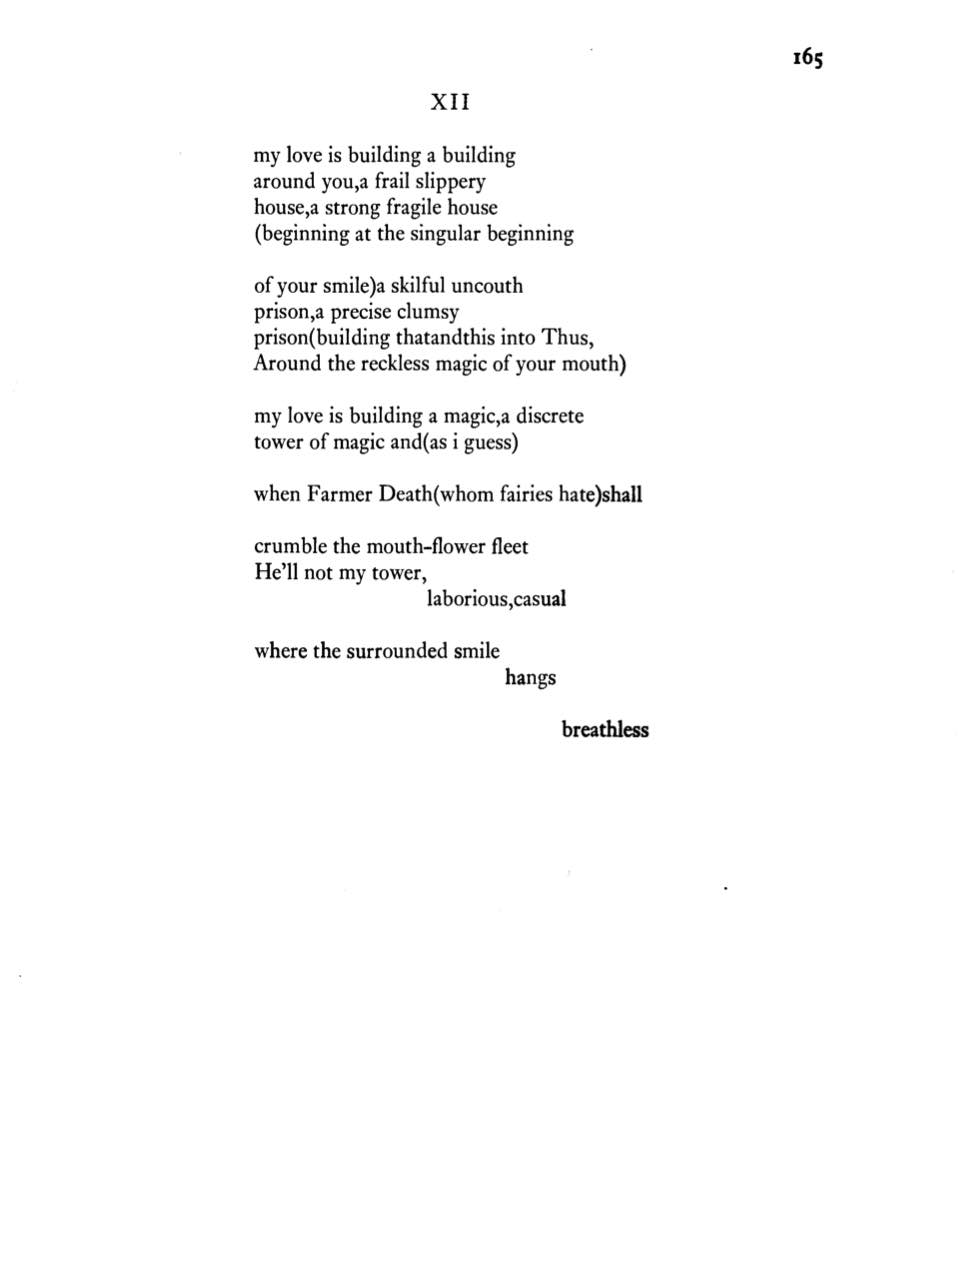 165
XII
my love is building a building
around you,a frail slippery
house,a strong fragile house
(beginning at the singular beginning
of your smile)a skilful uncouth
prison,a precise clumsy
prison(building thatandthis into Thus,
Around the reckless magic of your mouth)
my love is building a magic,a discrete
tower of magic and(as i guess)
when Farmer Death(whom fairies hate)shall
crumble the mouth-flower fleet
He'll not my tower,
laborious,casual
where the surrounded smile
hangs
breathless